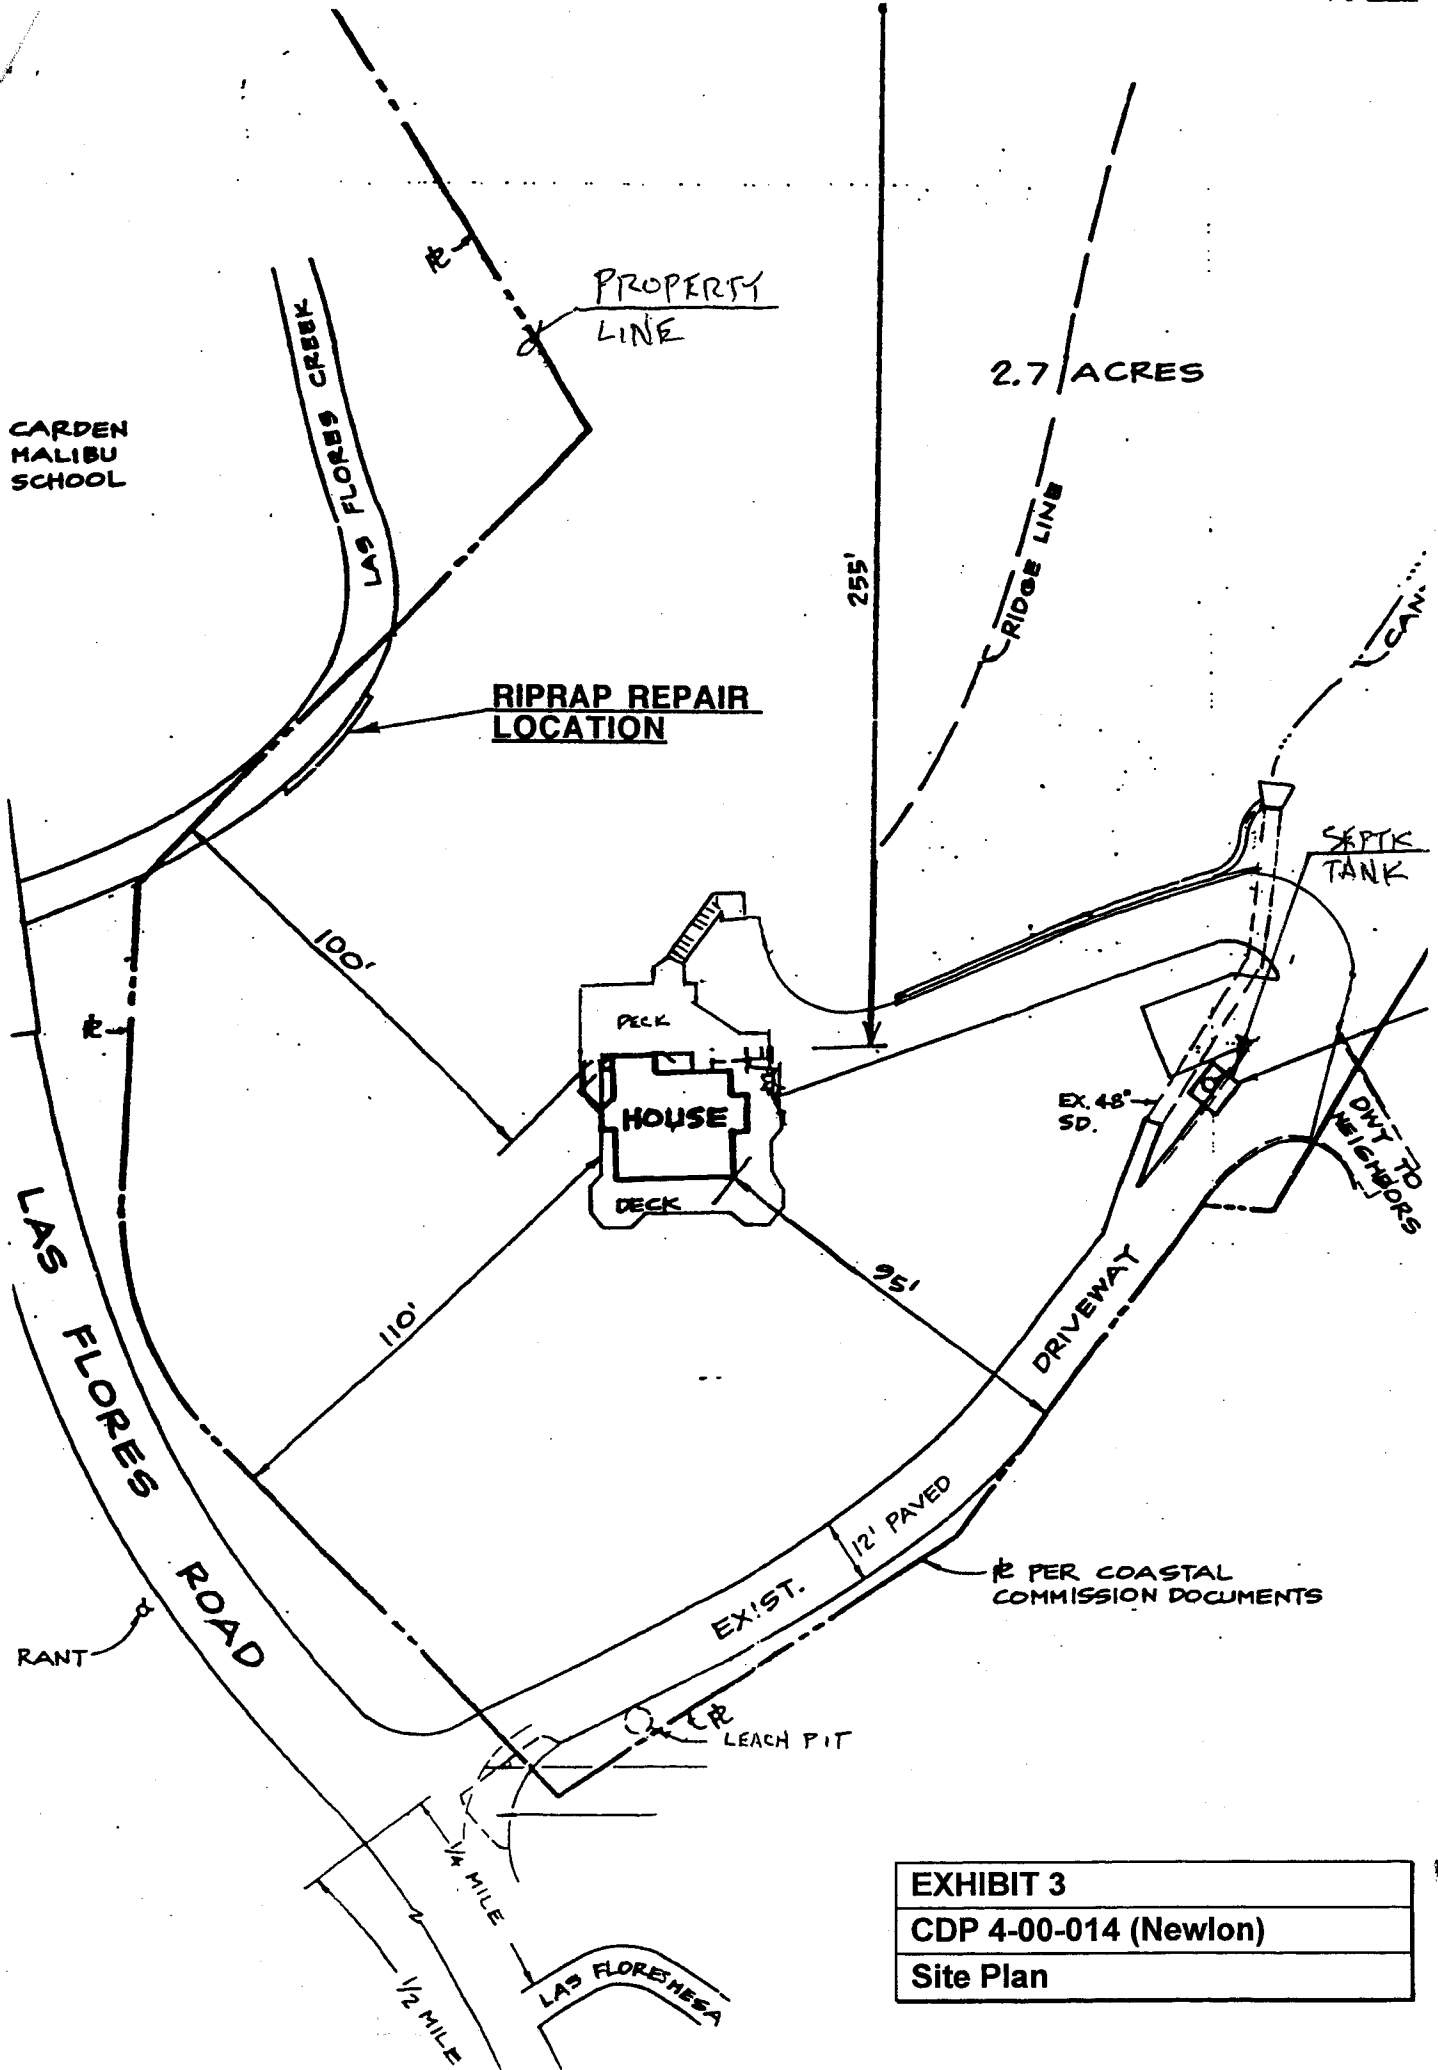 PROPERTY
LINE
2.7 ACRES
LAS FLORES CREEK
CARDEN
MALIBU
SCHOOL
255'
RIDGE LINE
CAN.
RIPRAP REPAIR
LOCATION
SEPTIC
TANK
100'
DECK
HOUSE
DECK
EX. 48"
SD.
DWY TO
NEIGHBORS
LAS FLORES ROAD
110'
95'
DRIVEWAY
12' PAVED
EXIST.
PL PER COASTAL
COMMISSION DOCUMENTS
RANT
PL
LEACH PIT
1/4 MILE
1/2 MILE
LAS FLORES MESA
EXHIBIT 3
CDP 4-00-014 (Newlon)
Site Plan